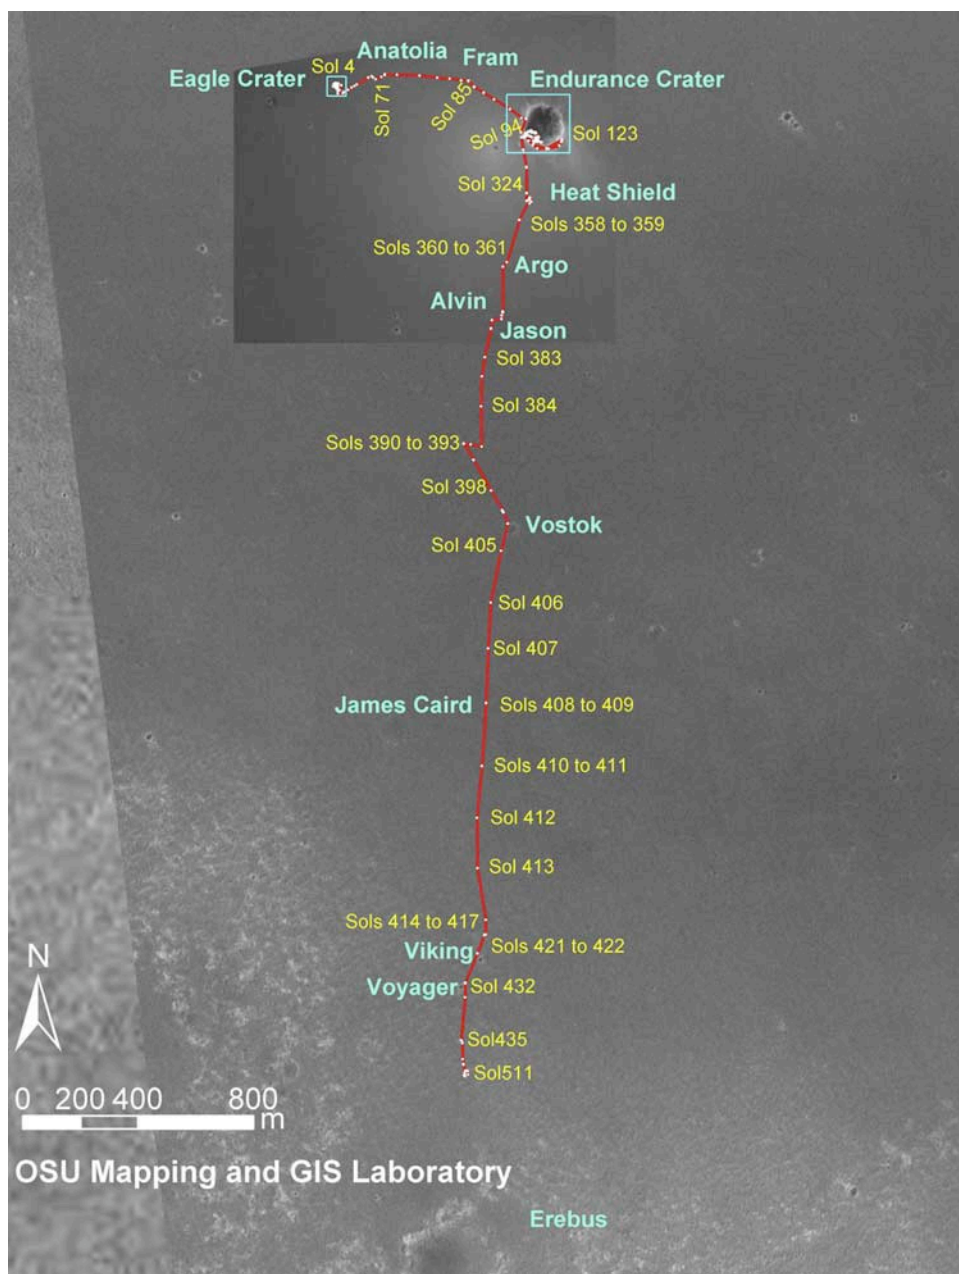 Anatolia
Fram
Sol 4
Eagle Crater
Endurance Crater
Sol 71
Sol 85
Sol 94
Sol 123
Sol 324
Heat Shield
Sols 358 to 359
Sols 360 to 361
Argo
Alvin
Jason
Sol 383
Sol 384
Sols 390 to 393
Sol 398
Vostok
Sol 405
Sol 406
Sol 407
James Caird
Sols 408 to 409
Sols 410 to 411
Sol 412
Sol 413
Sols 414 to 417
Sols 421 to 422
Viking
N
Voyager
Sol 432
Sol435
Sol511
0 200 400 800
m
OSU Mapping and GIS Laboratory
Erebus